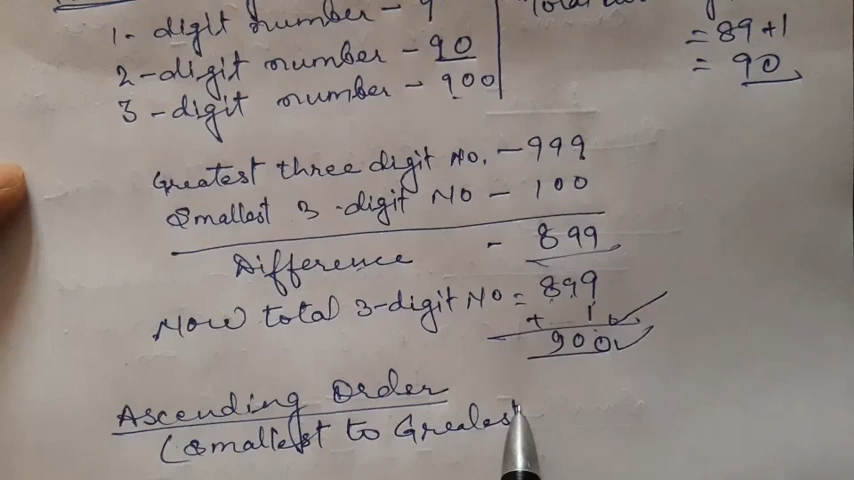 1- digit number - 9
2-digit number - 90
3-digit number - 900
= 89+1
= 90
Greatest three digit No. - 999
Smallest 3-digit NO - 100
Difference - 899
Now total 3-digit NO = 899
+ 1
900
Ascending Order
(Smallest to Greatest